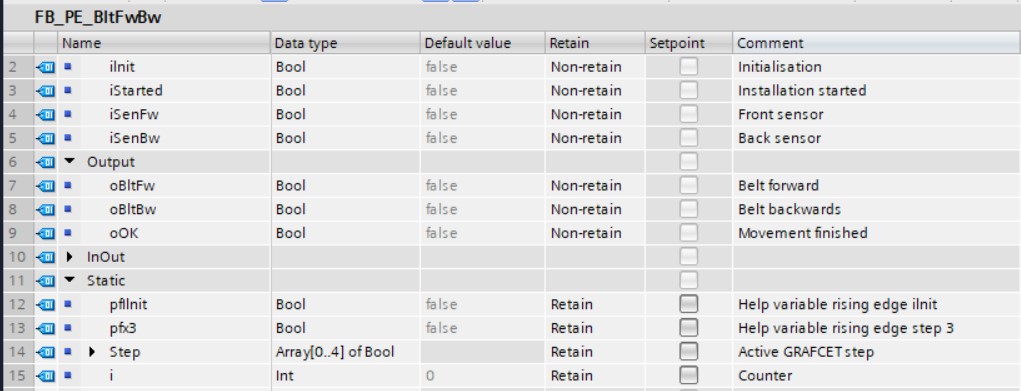 FB_PE_BltFwBw
Name Data type Default value Retain Setpoint Comment
2 iInit Bool false Non-retain Initialisation
3 iStarted Bool false Non-retain Installation started
4 iSenFw Bool false Non-retain Front sensor
5 iSenBw Bool false Non-retain Back sensor
6 Output
7 oBltFw Bool false Non-retain Belt forward
8 oBltBw Bool false Non-retain Belt backwards
9 oOK Bool false Non-retain Movement finished
10 InOut
11 Static
12 pfIInit Bool false Retain Help variable rising edge iInit
13 pfx3 Bool false Retain Help variable rising edge step 3
14 Step Array[0..4] of Bool Retain Active GRAFCET step
15 i Int 0 Retain Counter